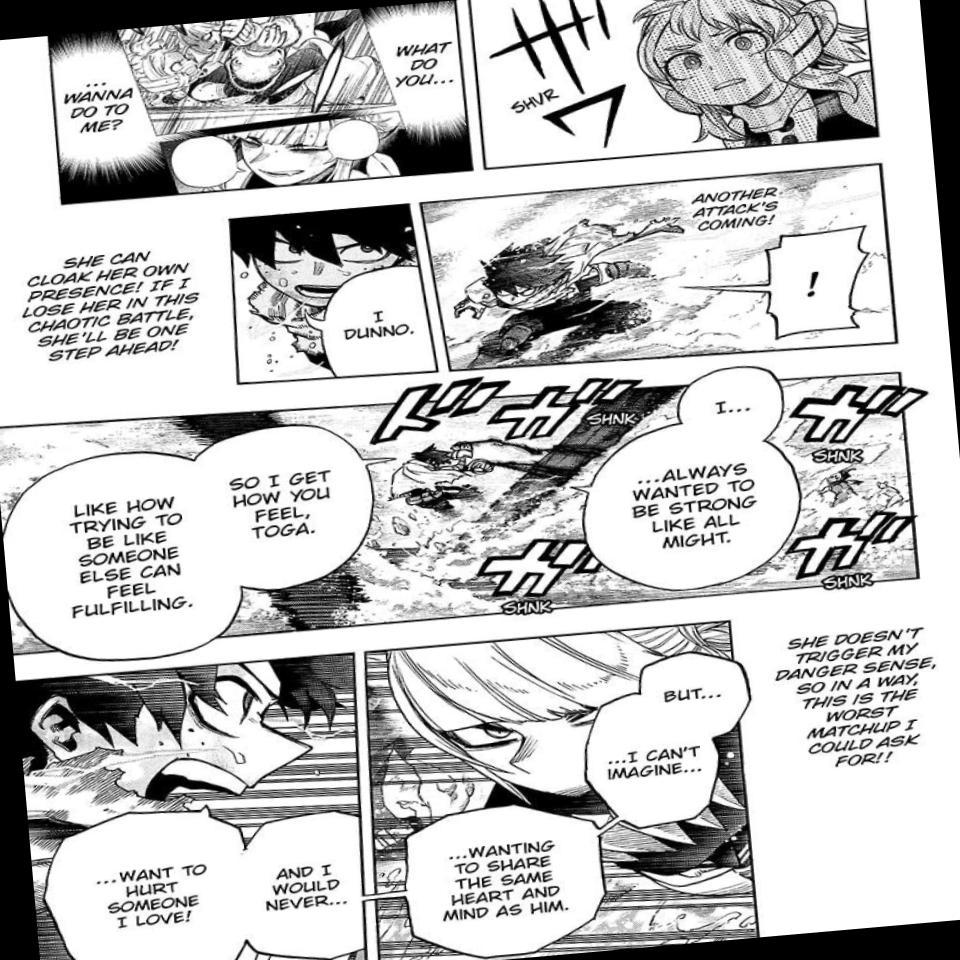 SHVR
WHAT
DO
YOU...
...
WANNA
DO TO
ME?
ANOTHER
ATTACK'S
COMING!
!
I
DUNNO.
SHE CAN
CLOAK HER OWN
PRESENCE! IF I
LOSE HER IN THIS
CHAOTIC BATTLE,
SHE'LL BE ONE
STEP AHEAD!
ガ
SHNK
ガ
SHNK
I...
...ALWAYS
WANTED TO
BE STRONG
LIKE ALL
MIGHT.
ドガ
SHNK
ガ
SHNK
SO I GET
HOW YOU
FEEL,
TOGA.
LIKE HOW
TRYING TO
BE LIKE
SOMEONE
ELSE CAN
FEEL
FULFILLING.
SHE DOESN'T
TRIGGER MY
DANGER SENSE,
SO IN A WAY,
THIS IS THE
WORST
MATCHUP I
COULD ASK
FOR!!
BUT...
...I CAN'T
IMAGINE...
...WANTING
TO SHARE
THE SAME
HEART AND
MIND AS HIM.
AND I
WOULD
NEVER...
...WANT TO
HURT
SOMEONE
I LOVE!